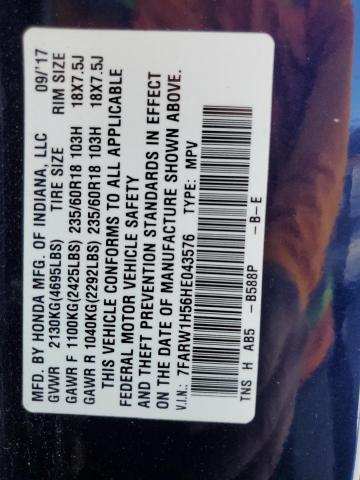 MFD. BY HONDA MFG. OF INDIANA, LLC 09/'17
GVWR 2130KG(4695LBS) TIRE SIZE RIM SIZE
GAWR F 1100KG(2425LBS) 235/60R18 103H 18X7.5J
GAWR R 1040KG(2292LBS) 235/60R18 103H 18X7.5J
THIS VEHICLE CONFORMS TO ALL APPLICABLE
FEDERAL MOTOR VEHICLE SAFETY
AND THEFT PREVENTION STANDARDS IN EFFECT
ON THE DATE OF MANUFACTURE SHOWN ABOVE.
V.I.N.: 7FARW1H56HE043576 TYPE: MPV
TNS H AB5 -B588P -B-E